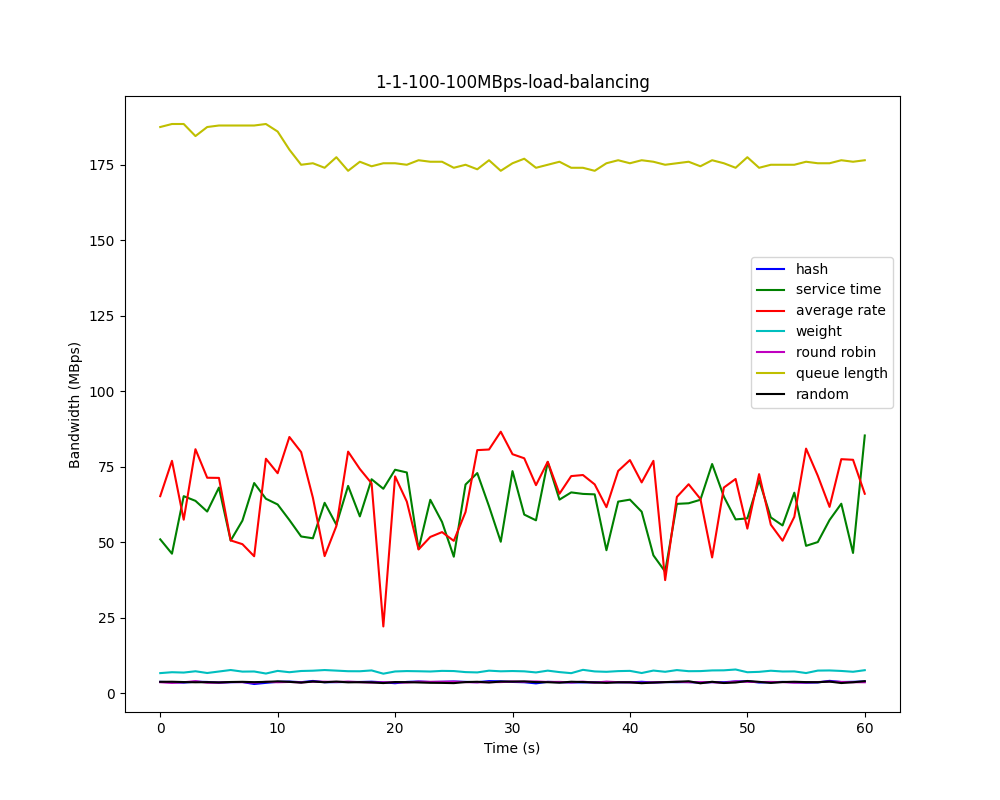 1-1-100-100MBps-load-balancing
Bandwidth (MBps)
175
150
125
100
75
50
25
0
hash
service time
average rate
weight
round robin
queue length
random
0 10 20 30 40 50 60
Time (s)